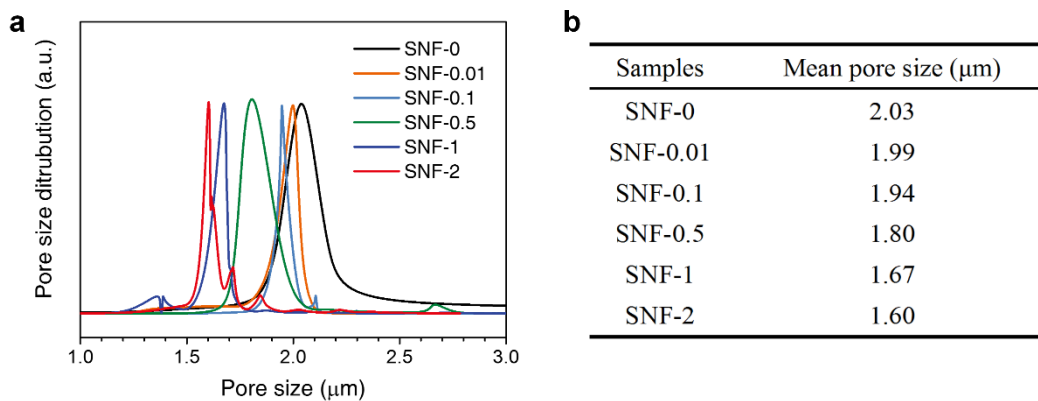 a
Pore size ditrubution (a.u.)
SNF-0
SNF-0.01
SNF-0.1
SNF-0.5
SNF-1
SNF-2
1.0 1.5 2.0 2.5 3.0
Pore size (μm)
b
Samples Mean pore size (μm)
SNF-0 2.03
SNF-0.01 1.99
SNF-0.1 1.94
SNF-0.5 1.80
SNF-1 1.67
SNF-2 1.60